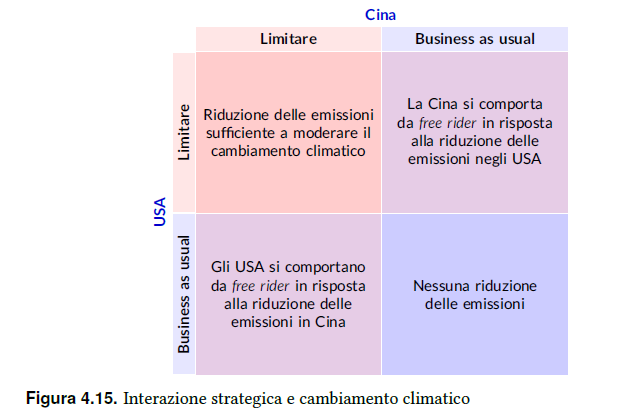 Cina
Limitare
Business as usual
USA
Limitare
Riduzione delle emissioni
sufficiente a moderare il
cambiamento climatico
La Cina si comporta
da free rider in risposta
alla riduzione delle
emissioni negli USA
Business as usual
Gli USA si comportano
da free rider in risposta
alla riduzione delle
emissioni in Cina
Nessuna riduzione
delle emissioni
Figura 4.15. Interazione strategica e cambiamento climatico